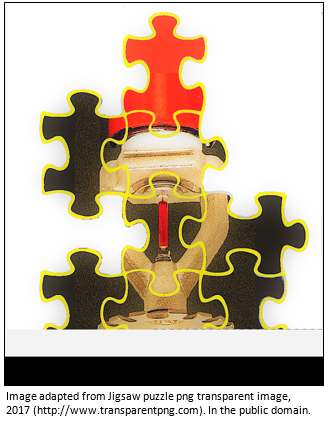 Image adapted from Jigsaw puzzle png transparent image,
2017 (http://www.transparentpng.com). In the public domain.